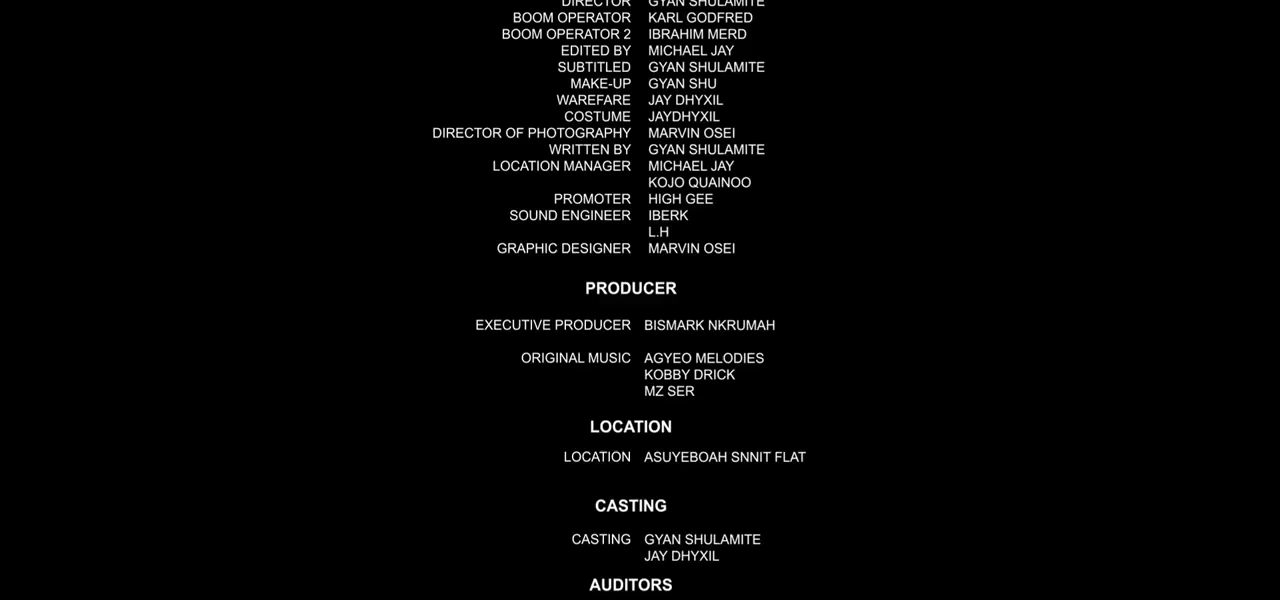 DIRECTOR GYAN SHULAMITE
BOOM OPERATOR KARL GODFRED
BOOM OPERATOR 2 IBRAHIM MERD
EDITED BY MICHAEL JAY
SUBTITLED GYAN SHULAMITE
MAKE-UP GYAN SHU
WAREFARE JAY DHYXIL
COSTUME JAYDHYXIL
DIRECTOR OF PHOTOGRAPHY MARVIN OSEI
WRITTEN BY GYAN SHULAMITE
LOCATION MANAGER MICHAEL JAY
KOJO QUAINOO
PROMOTER HIGH GEE
SOUND ENGINEER IBERK
L.H
GRAPHIC DESIGNER MARVIN OSEI
PRODUCER
EXECUTIVE PRODUCER BISMARK NKRUMAH
ORIGINAL MUSIC AGYEO MELODIES
KOBBY DRICK
MZ SER
LOCATION
LOCATION ASUYEBOAH SNNIT FLAT
CASTING
CASTING GYAN SHULAMITE
JAY DHYXIL
AUDITORS